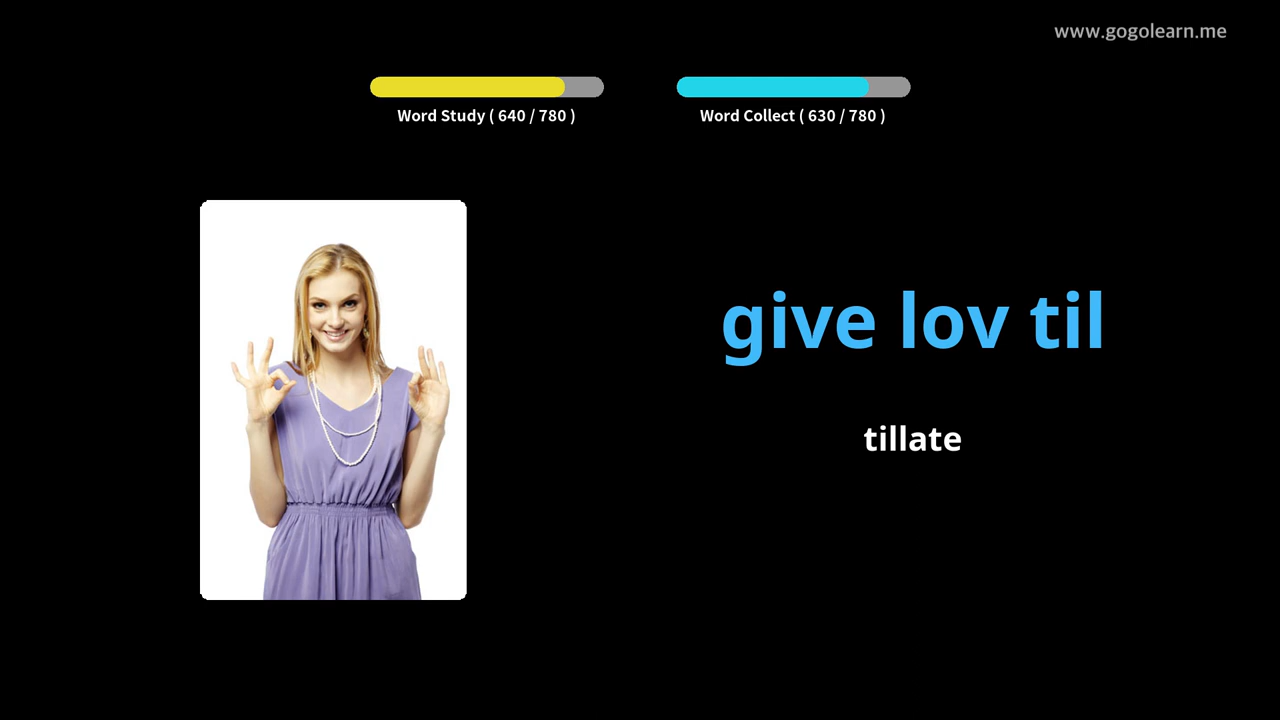 www.gogolearn.me
Word Study ( 640 / 780 )
Word Collect ( 630 / 780 )
give lov til
tillate